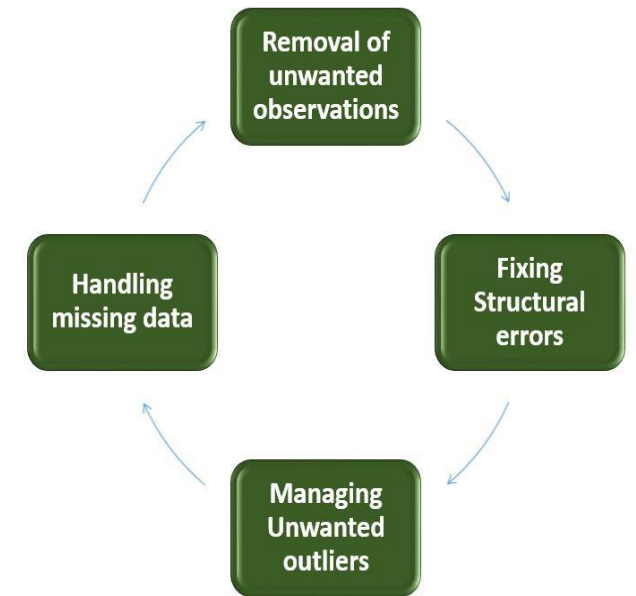 Removal of
unwanted
observations
Fixing
Structural
errors
Managing
Unwanted
outliers
Handling
missing data